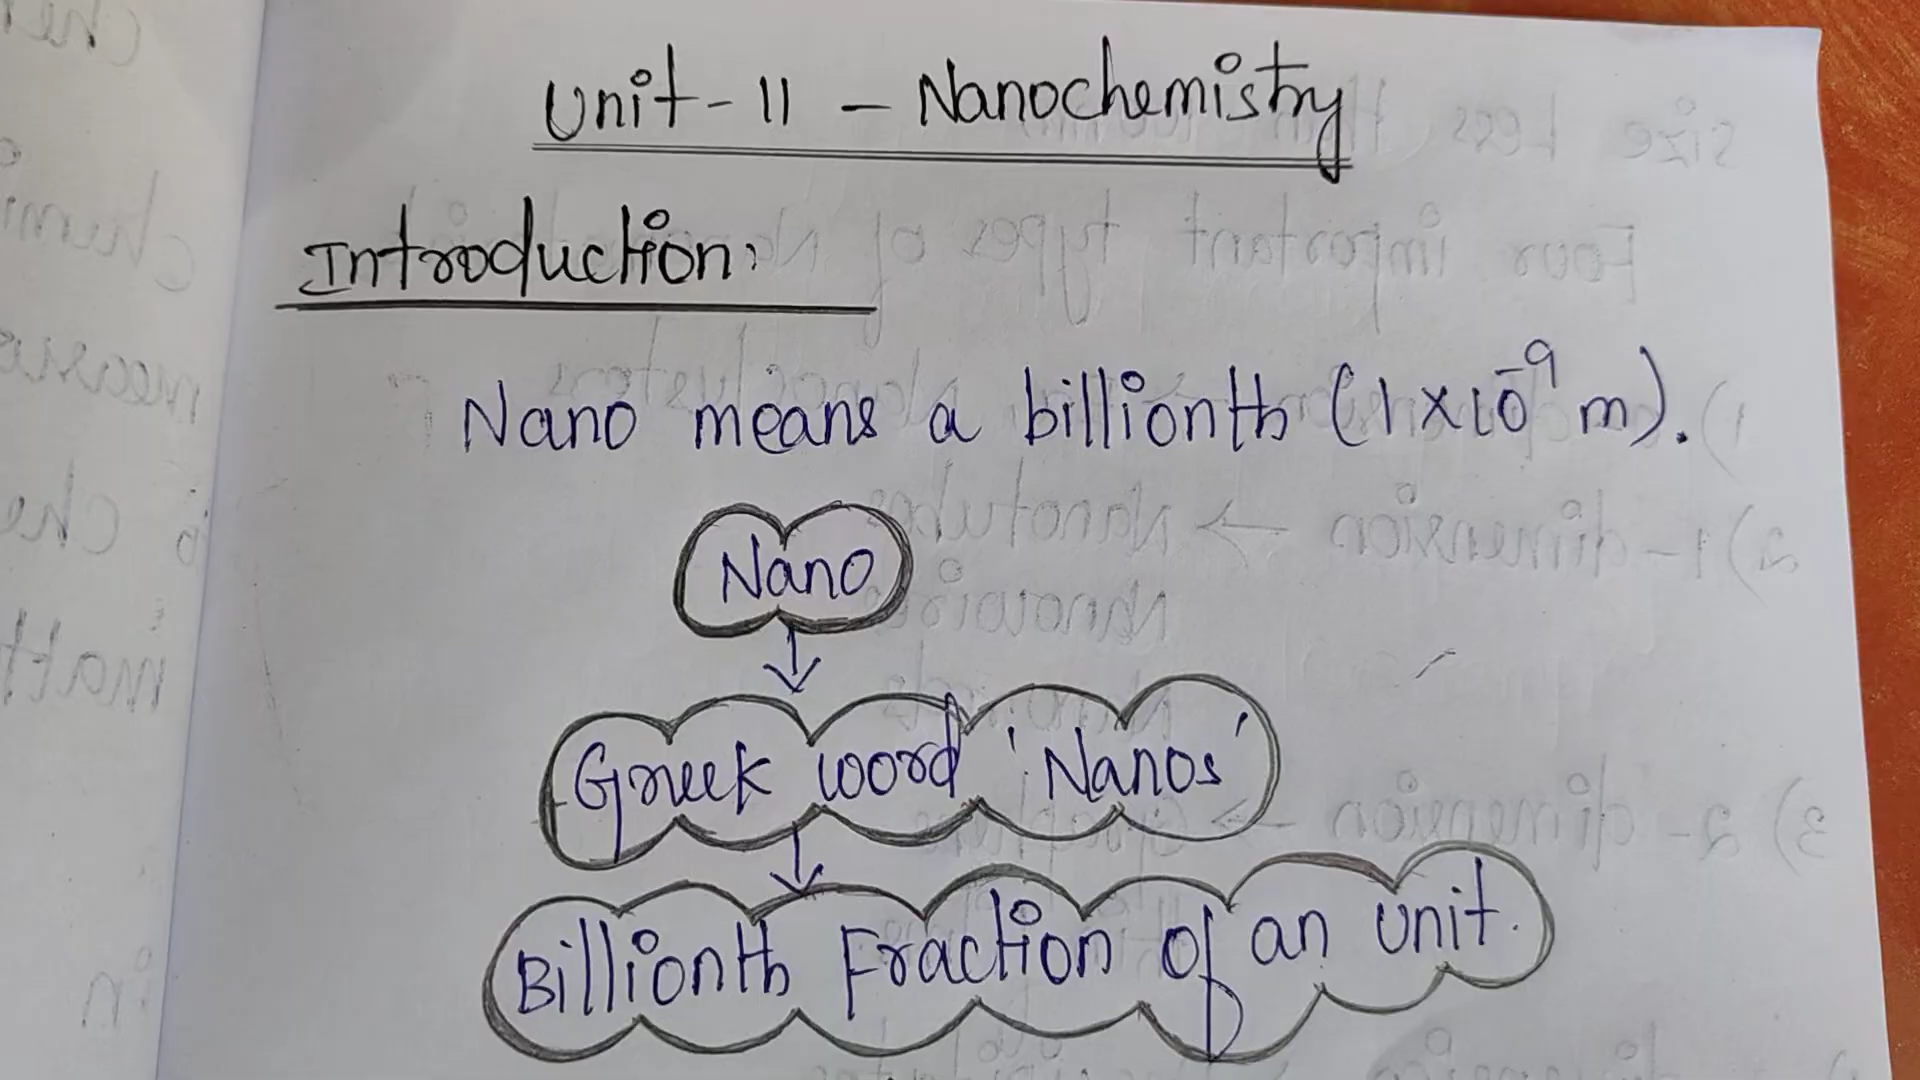 Unit-II – Nanochemistry
Introduction:
Nano means a billionth (1×10⁻⁹ m).
Nano
Greek word 'Nanos'
Billionth Fraction of an unit.